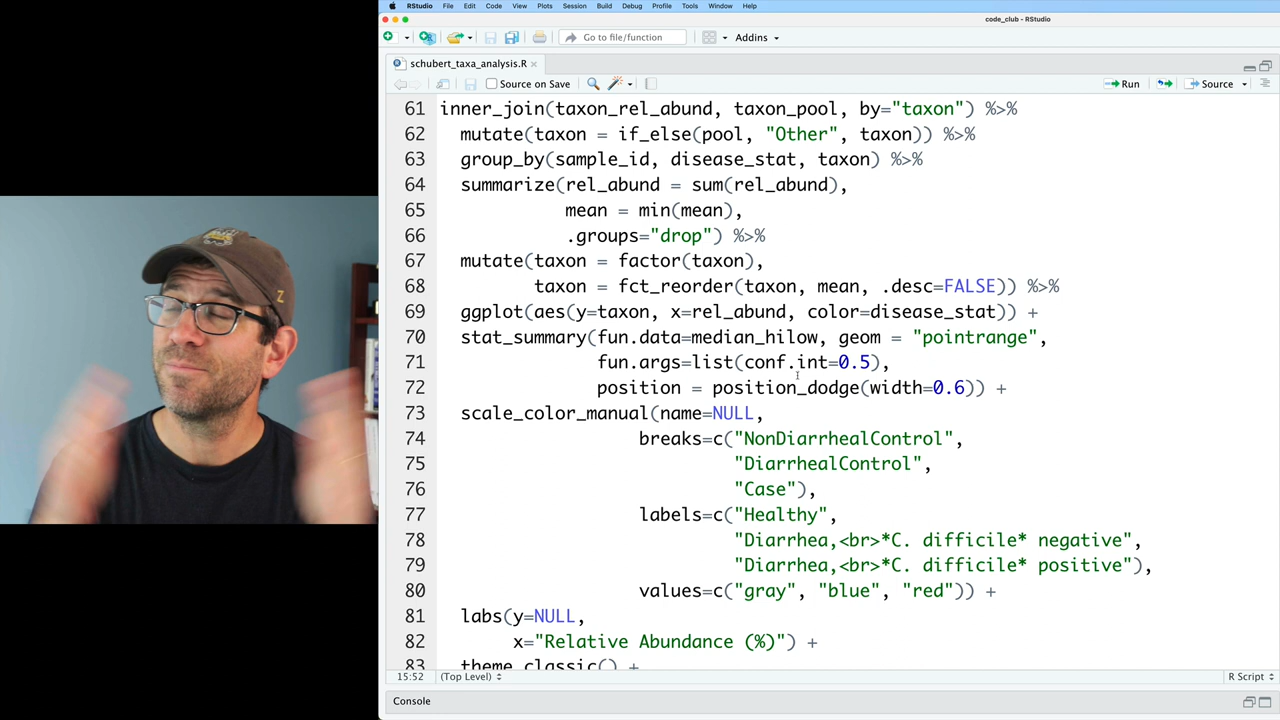 RStudio File Edit Code View Plots Session Build Debug Profile Tools Window Help
code_club - RStudio
Go to file/function Addins
schubert_taxa_analysis.R
Source on Save Run Source
61 inner_join(taxon_rel_abund, taxon_pool, by="taxon") %>%
62 mutate(taxon = if_else(pool, "Other", taxon)) %>%
63 group_by(sample_id, disease_stat, taxon) %>%
64 summarize(rel_abund = sum(rel_abund),
65 mean = min(mean),
66 .groups="drop") %>%
67 mutate(taxon = factor(taxon),
68 taxon = fct_reorder(taxon, mean, .desc=FALSE)) %>%
69 ggplot(aes(y=taxon, x=rel_abund, color=disease_stat)) +
70 stat_summary(fun.data=median_hilow, geom = "pointrange",
71 fun.args=list(conf.int=0.5),
72 position = position_dodge(width=0.6)) +
73 scale_color_manual(name=NULL,
74 breaks=c("NonDiarrhealControl",
75 "DiarrhealControl",
76 "Case"),
77 labels=c("Healthy",
78 "Diarrhea,<br>*C. difficile* negative",
79 "Diarrhea,<br>*C. difficile* positive"),
80 values=c("gray", "blue", "red")) +
81 labs(y=NULL,
82 x="Relative Abundance (%)") +
83 theme_classic() +
15:52 (Top Level) R Script
Console